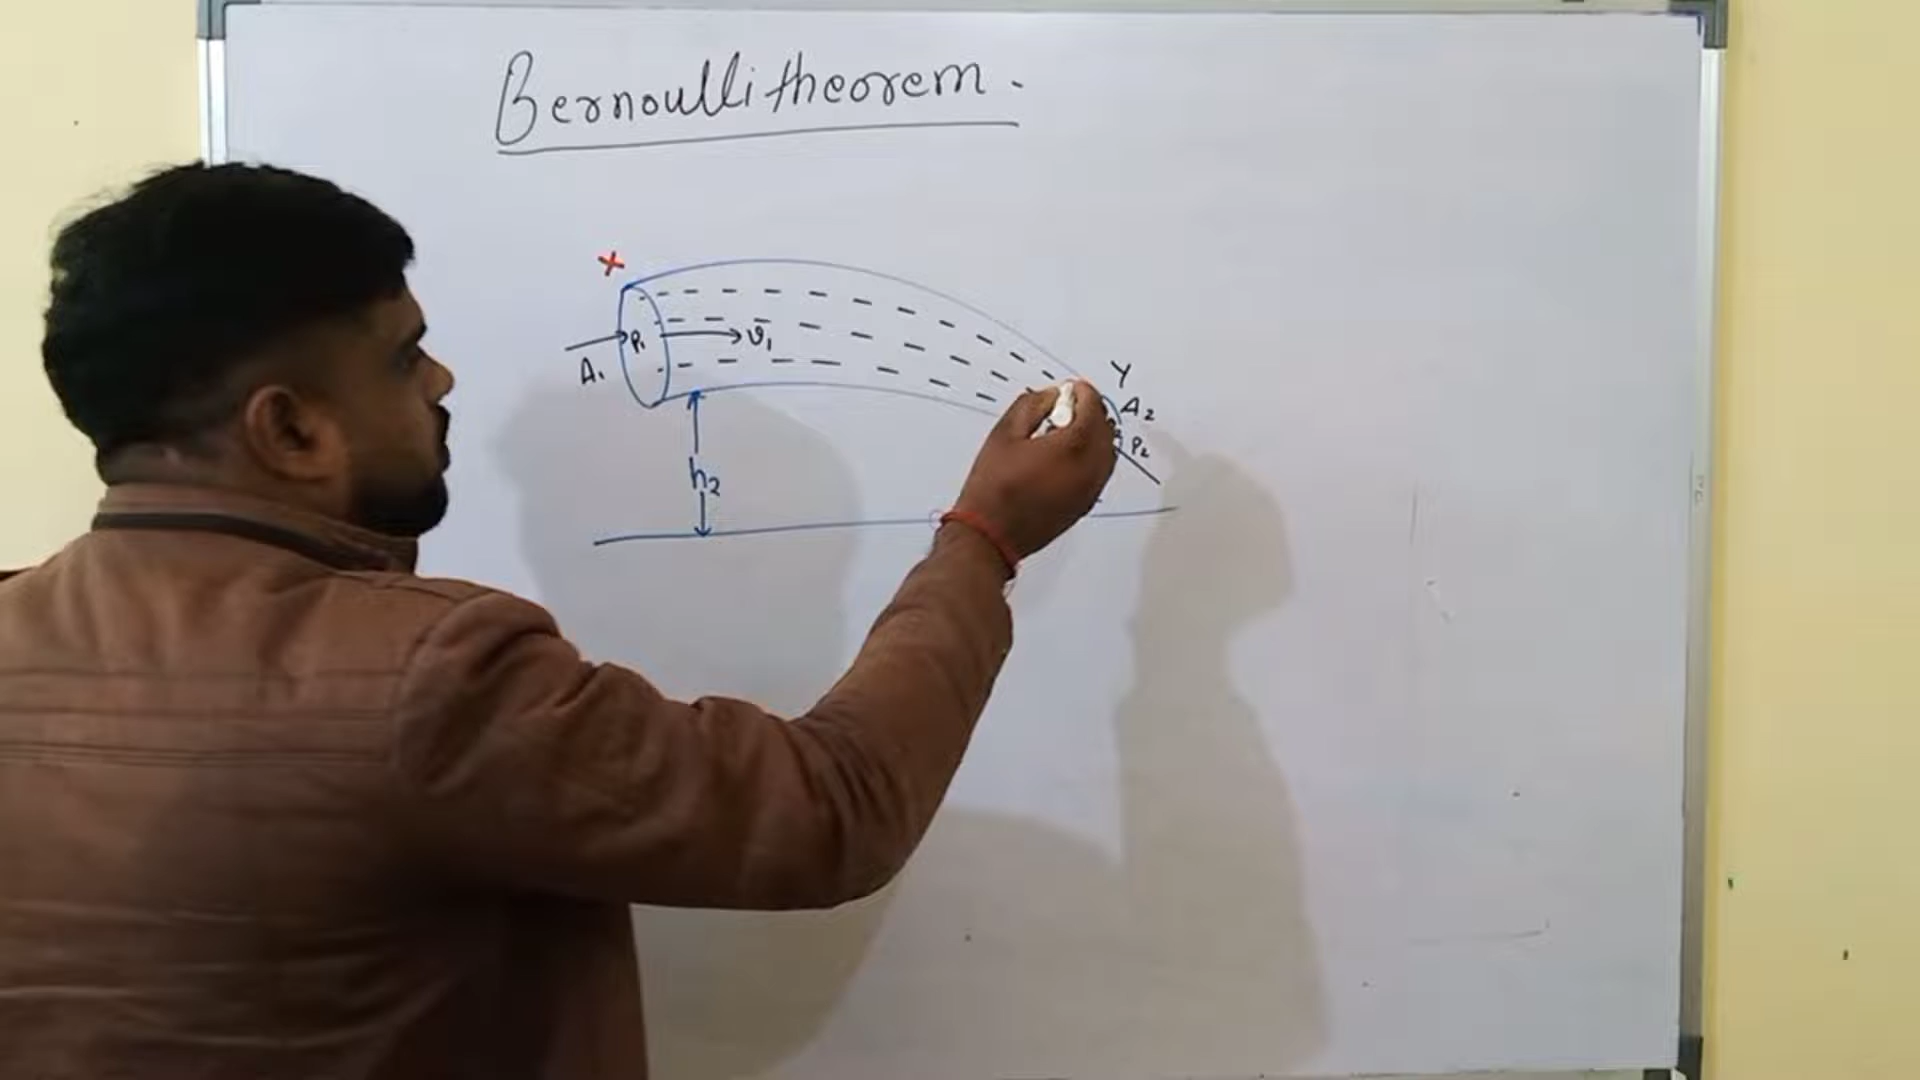 Bernoulli theorem.
X
P₁
v₁
A₁
Y
A₂
P₂
h₂